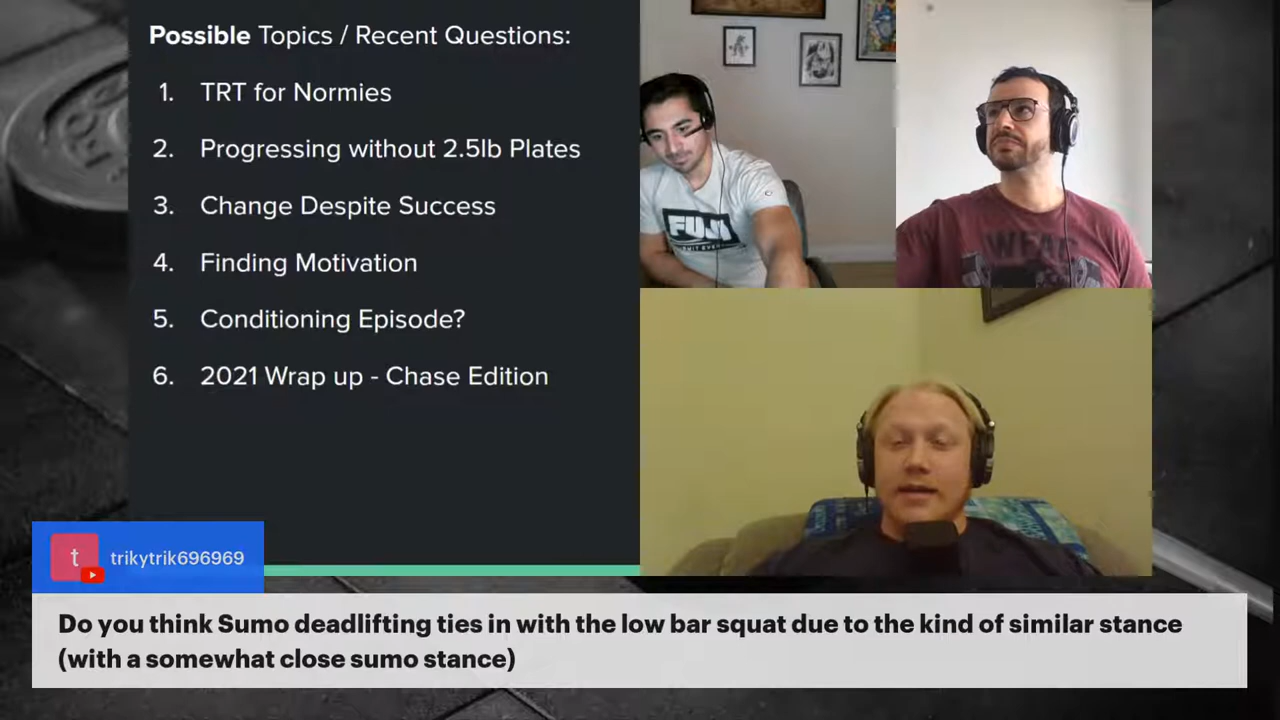 Possible Topics / Recent Questions:
1. TRT for Normies
2. Progressing without 2.5lb Plates
3. Change Despite Success
4. Finding Motivation
5. Conditioning Episode?
6. 2021 Wrap up - Chase Edition
FUJI
t trikytrik696969
Do you think Sumo deadlifting ties in with the low bar squat due to the kind of similar stance
(with a somewhat close sumo stance)